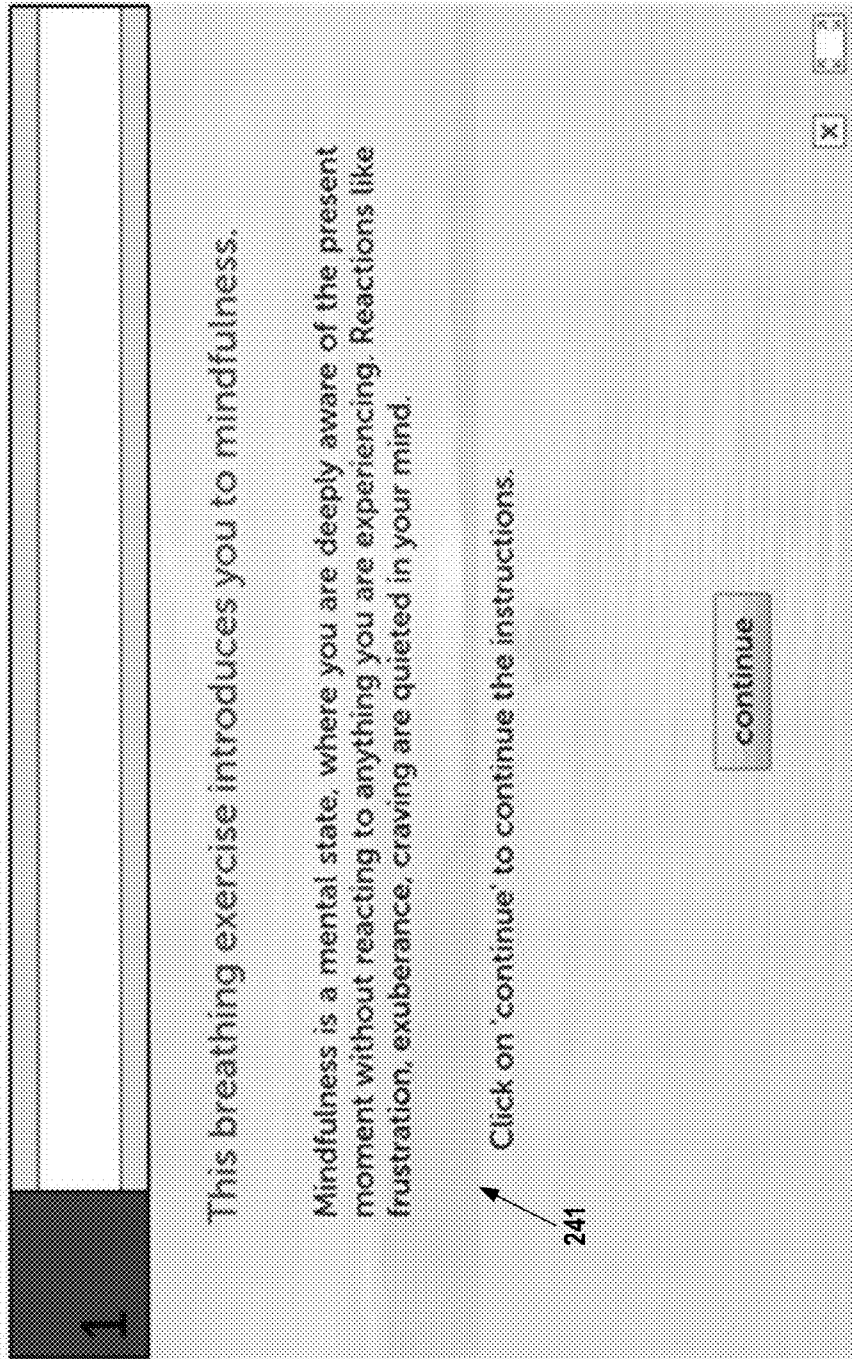 1
This breathing exercise introduces you to mindfulness.
Mindfulness is a mental state, where you are deeply aware of the present
moment without reacting to anything you are experiencing. Reactions like
frustration, exuberance, craving are quieted in your mind.
Click on 'continue' to continue the instructions.
241
continue
X